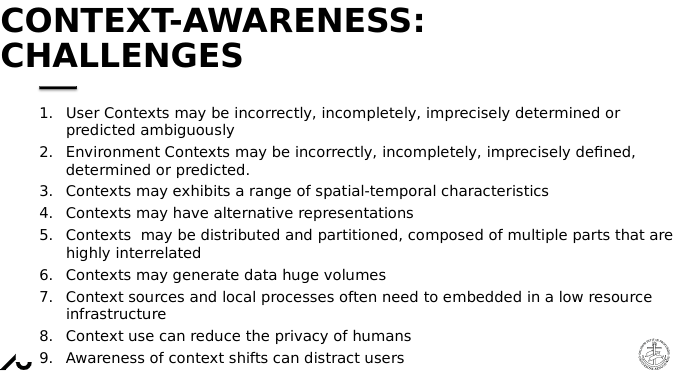 CONTEXT-AWARENESS:
CHALLENGES
1. User Contexts may be incorrectly, incompletely, imprecisely determined or
predicted ambiguously
2. Environment Contexts may be incorrectly, incompletely, imprecisely defined,
determined or predicted.
3. Contexts may exhibits a range of spatial-temporal characteristics
4. Contexts may have alternative representations
5. Contexts  may be distributed and partitioned, composed of multiple parts that are
highly interrelated
6. Contexts may generate data huge volumes
7. Context sources and local processes often need to embedded in a low resource
infrastructure
8. Context use can reduce the privacy of humans
9. Awareness of context shifts can distract users